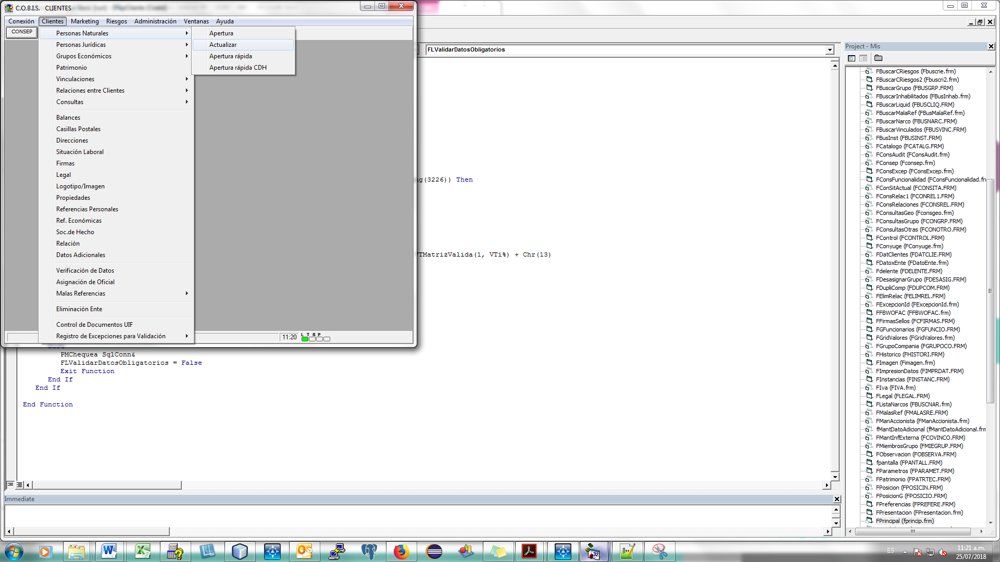 C.O.B.I.S.   CLIENTES
Conexión Clientes Marketing Riesgos Administración Ventanas Ayuda
CONSEP
Personas Naturales
Personas Jurídicas
Grupos Económicos
Patrimonio
Vinculaciones
Relaciones entre Clientes
Consultas
Balances
Casillas Postales
Direcciones
Situación Laboral
Firmas
Legal
Logotipo/Imagen
Propiedades
Referencias Personales
Ref. Económicas
Soc.de Hecho
Relación
Datos Adicionales
Verificación de Datos
Asignación de Oficial
Malas Referencias
Eliminación Ente
Control de Documentos UIF
Registro de Excepciones para Validación
Apertura
Actualizar
Apertura rápida
Apertura rápida CDH
11:20
L T R P
FLValidarDatosObligatorios
g(3226)) Then
TMatrizValida(1, VTi%) + Chr(13)
PMChequea SqlConn&
FLValidarDatosObligatorios = False
Exit Function
End If
End If
End Function
Immediate
Project - Mis
FBuscarCRiesgos (Fbuscrie.frm)
FBuscarCRiesgos2 (Fbuscri2.frm)
FBuscarGrupo (FBUSGRP.FRM)
FBuscarInhabilitados (FBusInhab.frm)
FBuscarLiquid (FBUSCLIQ.FRM)
FBuscarMalaRef (FBusMalaRef.frm)
FBuscarNarco (FBUSNARC.FRM)
FBuscarVinculados (FBUSVINC.FRM)
FBusInst (FBUSINST.FRM)
FCatalogo (FCATALG.FRM)
FConsAudit (FConsAudit.frm)
FConsep (Fconsep.frm)
FConsExcep (FConsExcep.frm)
FConsFuncionalidad (FConsFuncionalidad.frn
FConSitActual (FCONSITA.FRM)
FConsRelac1 (FCONREL1.FRM)
FConsRelaciones (FCONSREL.FRM)
FConsultasGeo (Fconsgeo.frm)
FConsultasGrupo (FCONGRP.FRM)
FConsultasOtras (FCONOTRO.FRM)
FControl (FCONTROL.FRM)
FConyuge (FConyuge.frm)
FDatClientes (FDATCLIE.FRM)
FDatoxEnte (FDatoEnte.frm)
Fdelente (FDELENTE.FRM)
FDesasignarGrupo (FDESASIG.FRM)
FDupliComp (FDUPCOM.FRM)
FElimRelac (FELIMREL.FRM)
FExcepcionId (FExcepcionId.frm)
FFBWOFAC (FFBWOFAC.frm)
FFirmasSellos (FCFIRMAS.FRM)
FGFuncionarios (FGFUNCIO.FRM)
FGridValores (FGridValores.frm)
FGrupoCompania (FGRUPOCO.FRM)
FHistorico (FHISTORI.FRM)
FImagen (Fimagen.frm)
FImpresionDatos (FIMPRDAT.FRM)
FInstancias (FINSTANC.FRM)
FIva (FIVA.frm)
FLegal (FLEGAL.FRM)
FListaNarcos (FBUSCNAR.frm)
FMalasRef (FMALASRE.FRM)
FManAccionista (FManAccionista.frm)
fMantDatoAdicional (fMantDatoAdicional.frm
FMantInfExterna (FCOVINCO.FRM)
FMiembrosGrupo (FMIEGRUP.FRM)
FObservacion (FOBSERVA.FRM)
fpantalla (FPANTALL.FRM)
FParametros (FPARAMET.FRM)
FPatrimonio (FPATRTEC.FRM)
FPosicion (FPOSICIN.FRM)
FPosicionG (FPOSICIO.FRM)
FPreferencias (FPREFERE.FRM)
FPresentacion (FPresentacion.frm)
FPrincipal (fprincip.frm)
ES
11:21 a.m.
25/07/2018